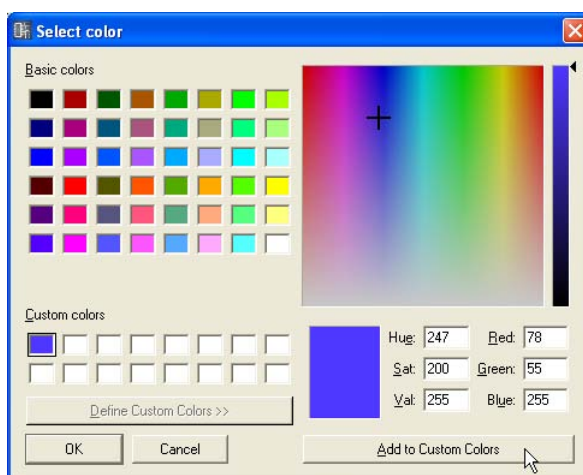 Select color
Basic colors
Custom colors
Define Custom Colors >>
OK Cancel
Hue: 247 Red: 78
Sat: 200 Green: 55
Val: 255 Blue: 255
Add to Custom Colors